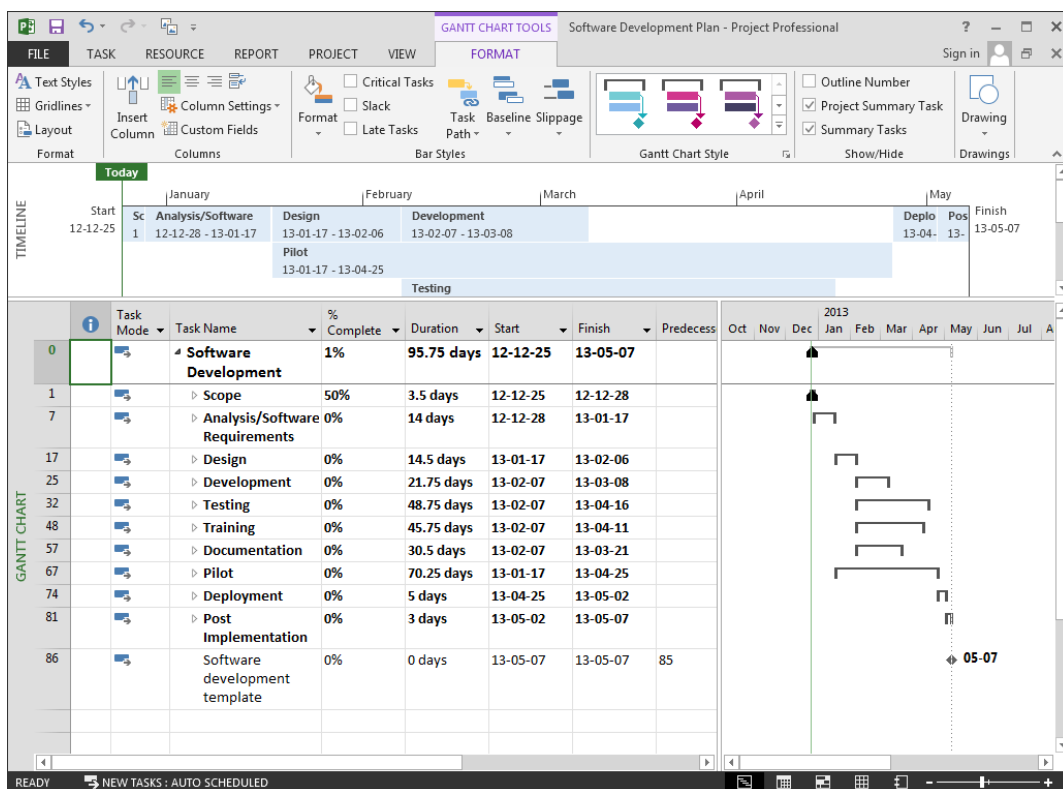 GANTT CHART TOOLS Software Development Plan - Project Professional ?
FILE TASK RESOURCE REPORT PROJECT VIEW FORMAT Sign in
Text Styles
Gridlines
Layout
Format
Insert Column
Column Settings
Custom Fields
Columns
Format
Critical Tasks
Slack
Late Tasks
Task Path
Baseline
Slippage
Bar Styles
Gantt Chart Style
Outline Number
Project Summary Task
Summary Tasks
Show/Hide
Drawing
Drawings
Today
TIMELINE
January February March April May
Start
12-12-25
Sc
1
Analysis/Software
12-12-28 - 13-01-17
Design
13-01-17 - 13-02-06
Development
13-02-07 - 13-03-08
Deplo
13-04-
Pos
13-
Finish
13-05-07
Pilot
13-01-17 - 13-04-25
Testing
GANTT CHART
Task Mode Task Name % Complete Duration Start Finish Predecess
2013
Oct Nov Dec Jan Feb Mar Apr May Jun Jul A
0 Software Development 1% 95.75 days 12-12-25 13-05-07
1 Scope 50% 3.5 days 12-12-25 12-12-28
7 Analysis/Software Requirements 0% 14 days 12-12-28 13-01-17
17 Design 0% 14.5 days 13-01-17 13-02-06
25 Development 0% 21.75 days 13-02-07 13-03-08
32 Testing 0% 48.75 days 13-02-07 13-04-16
48 Training 0% 45.75 days 13-02-07 13-04-11
57 Documentation 0% 30.5 days 13-02-07 13-03-21
67 Pilot 0% 70.25 days 13-01-17 13-04-25
74 Deployment 0% 5 days 13-04-25 13-05-02
81 Post Implementation 0% 3 days 13-05-02 13-05-07
86 Software development template 0% 0 days 13-05-07 13-05-07 85
05-07
READY NEW TASKS : AUTO SCHEDULED